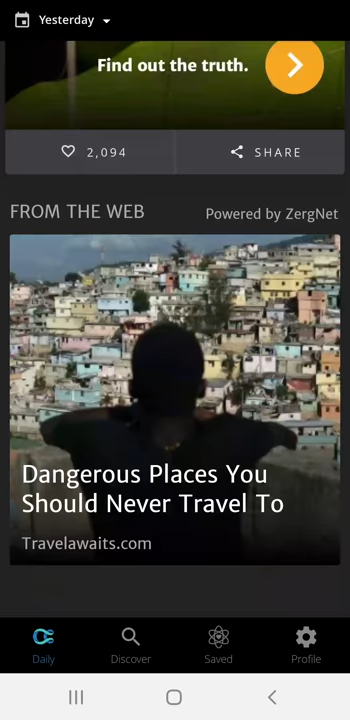 Yesterday
Find out the truth.
2,094
SHARE
FROM THE WEB
Powered by ZergNet
Dangerous Places You
Should Never Travel To
Travelawaits.com
Daily
Discover
Saved
Profile